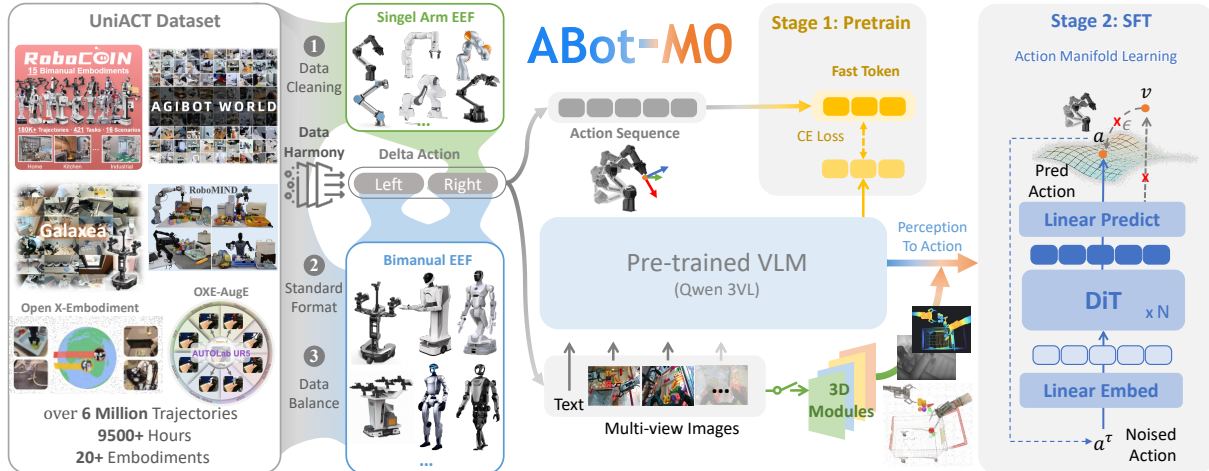 UniACT Dataset
RoboCOIN
15 Bimanual Embodiments
180K+ Trajectories · 421 Tasks · 16 Scenarios
Home
Kitchen
Industrial
AGIBOT WORLD
Galaxea
RoboMIND
Open X-Embodiment
OXE-AugE
AUTOLab UR5
over 6 Million Trajectories
9500+ Hours
20+ Embodiments
1
Data
Cleaning
Data
Harmony
2
Standard
Format
3
Data
Balance
Singel Arm EEF
...
Delta Action
Left
Right
Bimanual EEF
...
ABot-M0
Action Sequence
Stage 1: Pretrain
Fast Token
CE Loss
Pre-trained VLM
(Qwen 3VL)
Perception
To Action
Text
...
Multi-view Images
3D
Modules
Stage 2: SFT
Action Manifold Learning
v
x
ϵ
a
x
Pred
Action
Linear Predict
DiT
x N
Linear Embed
a^τ
Noised
Action